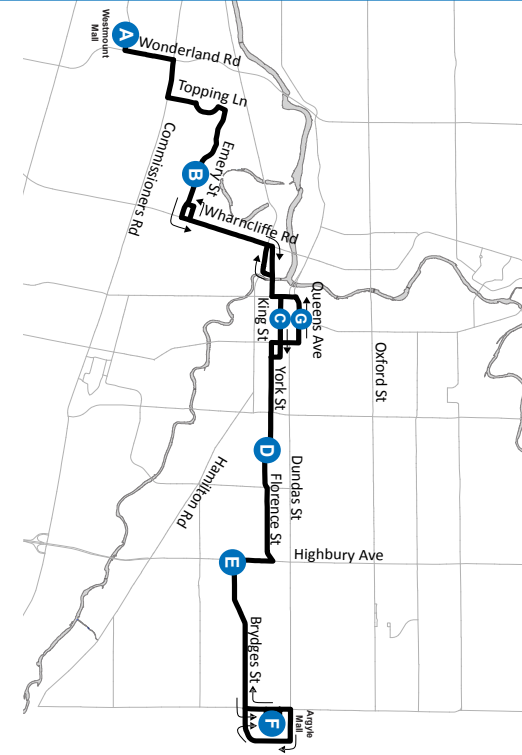 A
Westmount
Mall
Wonderland Rd
Topping Ln
Commissioners Rd
Emery St
B
Wharncliffe Rd
Queens Ave
G
C
King St
York St
Oxford St
D
Dundas St
Florence St
Hamilton Rd
Highbury Ave
E
Brydges St
Argyle
Mall
F